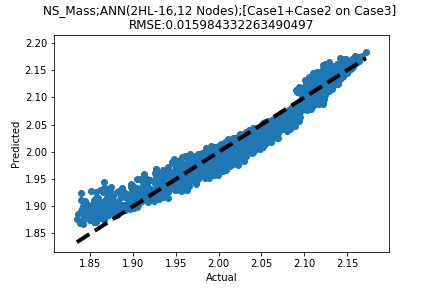 NS_Mass;ANN(2HL-16,12 Nodes);[Case1+Case2 on Case3]
RMSE:0.015984332263490497
2.20
2.15
2.10
2.05
2.00
1.95
1.90
1.85
Predicted
1.85 1.90 1.95 2.00 2.05 2.10 2.15
Actual